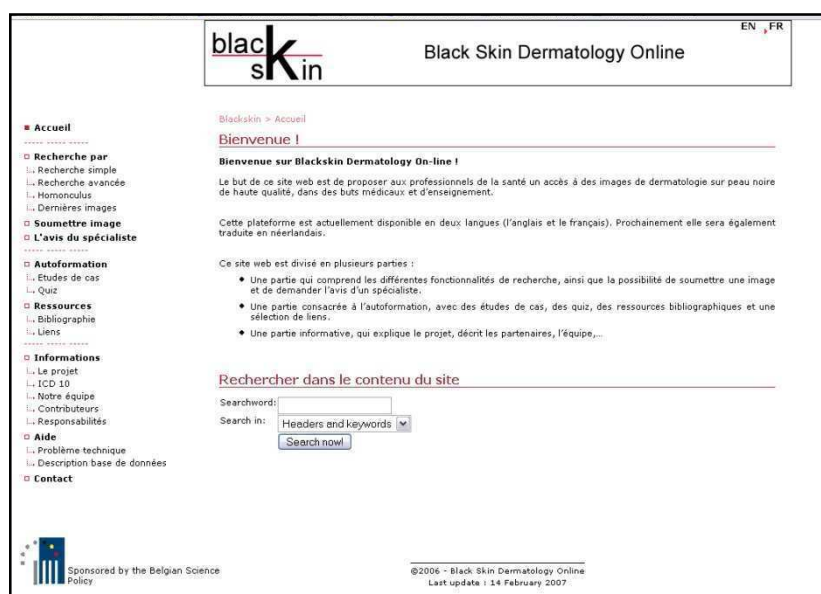 EN FR
black
skin
Black Skin Dermatology Online
Accueil
Recherche par
Recherche simple
Recherche avancée
Homonculus
Dernières images
Soumettre image
L'avis du spécialiste
Autoformation
Etudes de cas
Quiz
Ressources
Bibliographie
Liens
Informations
Le projet
ICD 10
Notre équipe
Contributeurs
Responsabilités
Aide
Problème technique
Description base de données
Contact
Blackskin > Accueil
Bienvenue !
Bienvenue sur Blackskin Dermatology On-line !
Le but de ce site web est de proposer aux professionnels de la santé un accès à des images de dermatologie sur peau noire
de haute qualité, dans des buts médicaux et d'enseignement.
Cette plateforme est actuellement disponible en deux langues (l'anglais et le français). Prochainement elle sera également
traduite en néerlandais.
Ce site web est divisé en plusieurs parties :
Une partie qui comprend les différentes fonctionnalités de recherche, ainsi que la possibilité de soumettre une image
et de demander l'avis d'un spécialiste.
Une partie consacrée à l'autoformation, avec des études de cas, des quiz, des ressources bibliographiques et une
sélection de liens.
Une partie informative, qui explique le projet, décrit les partenaires, l'équipe,...
Rechercher dans le contenu du site
Searchword:
Search in: Headers and keywords
Search now!
Sponsored by the Belgian Science
Policy
©2006 - Black Skin Dermatology Online
Last update : 14 February 2007